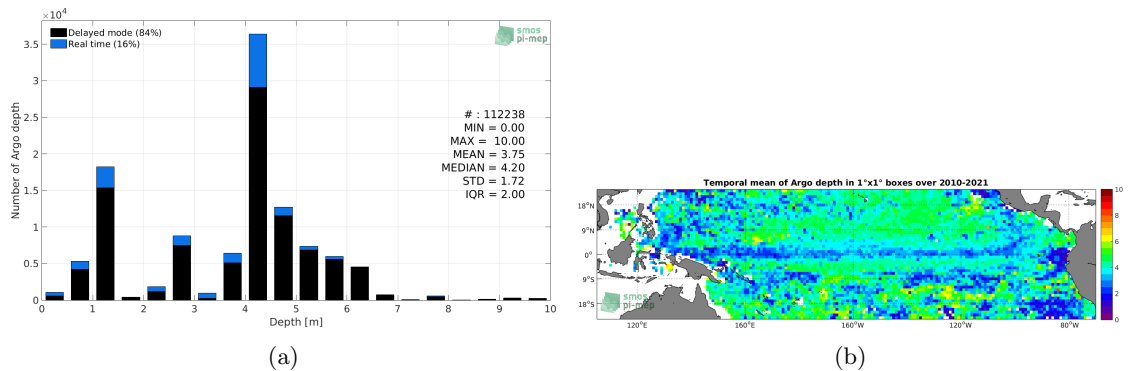 ×10⁴
3.5
3
2.5
2
1.5
1
0.5
0
Number of Argo depth
Delayed mode (84%)
Real time (16%)
smos
pi-mep
# : 112238
MIN = 0.00
MAX = 10.00
MEAN = 3.75
MEDIAN = 4.20
STD = 1.72
IQR = 2.00
0 1 2 3 4 5 6 7 8 9 10
Depth [m]
(a)
Temporal mean of Argo depth in 1°x1° boxes over 2010-2021
18°N
9°N
0°
9°S
18°S
smos
pi-mep
120°E 160°E 160°W 120°W 80°W
10
8
6
4
2
0
(b)